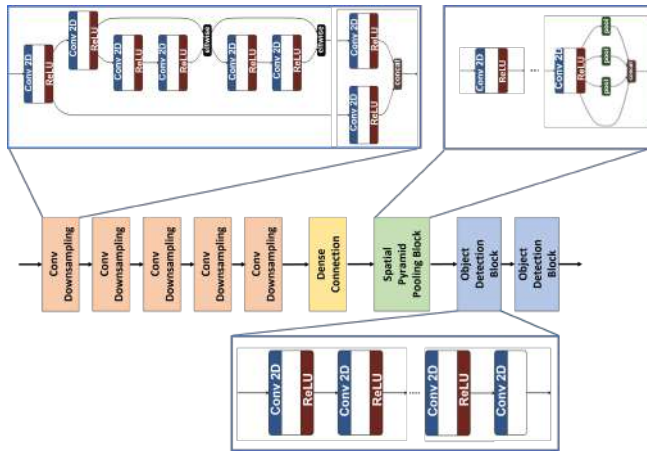 Conv 2D
ReLU
Conv 2D
ReLU
Conv 2D
ReLU
Conv 2D
ReLU
eltwise
Conv 2D
ReLU
Conv 2D
ReLU
eltwise
Conv 2D
ReLU
Conv 2D
ReLU
concat
Conv 2D
ReLU
Conv 2D
ReLU
pool
pool
pool
concat
Conv
Downsampling
Conv
Downsampling
Conv
Downsampling
Conv
Downsampling
Conv
Downsampling
Dense
Connection
Spatial
Pyramid
Pooling Block
Object
Detection
Block
Object
Detection
Block
Conv 2D
ReLU
Conv 2D
ReLU
Conv 2D
ReLU
Conv 2D